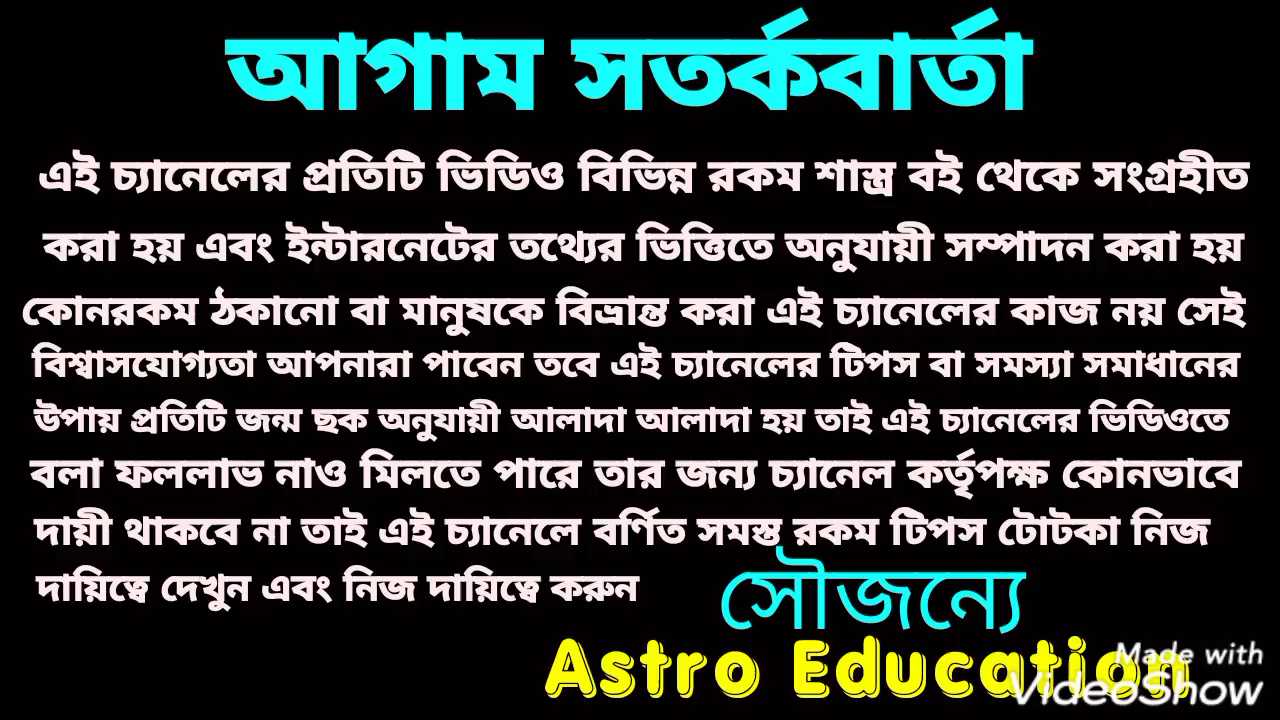 আগাম সতর্কবার্তা
এই চ্যানেলের প্রতিটি ভিডিও বিভিন্ন রকম শাস্ত্র বই থেকে সংগ্রহীত
করা হয় এবং ইন্টারনেটের তথ্যের ভিত্তিতে অনুযায়ী সম্পাদন করা হয়
কোনরকম ঠকানো বা মানুষকে বিভ্রান্ত করা এই চ্যানেলের কাজ নয় সেই
বিশ্বাসযোগ্যতা আপনারা পাবেন তবে এই চ্যানেলের টিপস বা সমস্যা সমাধানের
উপায় প্রতিটি জন্ম ছক অনুযায়ী আলাদা আলাদা হয় তাই এই চ্যানেলের ভিডিওতে
বলা ফললাভ নাও মিলতে পারে তার জন্য চ্যানেল কর্তৃপক্ষ কোনভাবে
দায়ী থাকবে না তাই এই চ্যানেলে বর্ণিত সমস্ত রকম টিপস টোটকা নিজ
দায়িত্বে দেখুন এবং নিজ দায়িত্বে করুন
সৌজন্যে
Astro Education
Made with
VideoShow